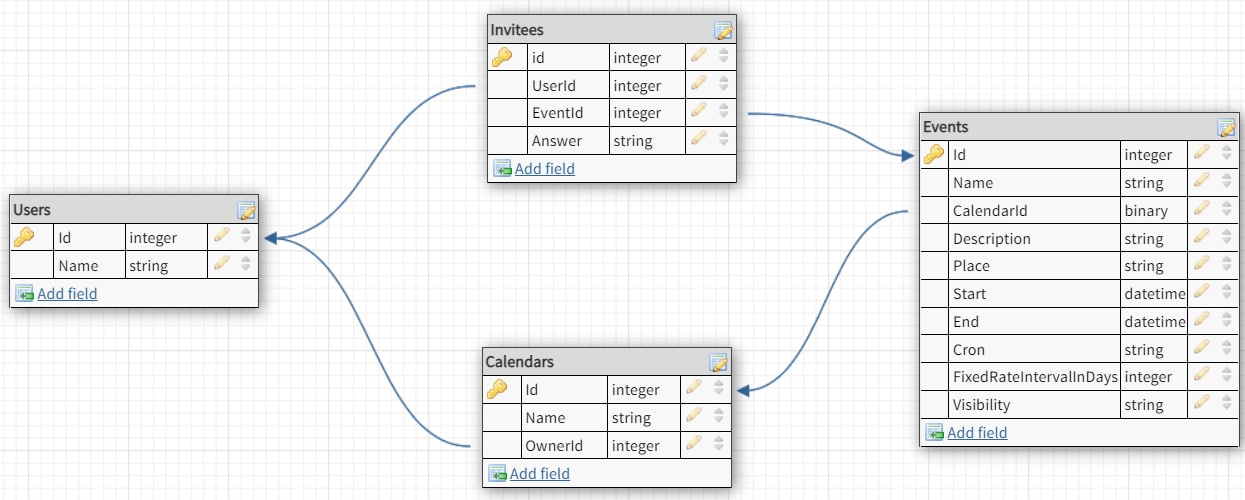 Invitees
id integer
UserId integer
EventId integer
Answer string
Add field
Users
Id integer
Name string
Add field
Calendars
Id integer
Name string
OwnerId integer
Add field
Events
Id integer
Name string
CalendarId binary
Description string
Place string
Start datetime
End datetime
Cron string
FixedRateIntervalInDays integer
Visibility string
Add field